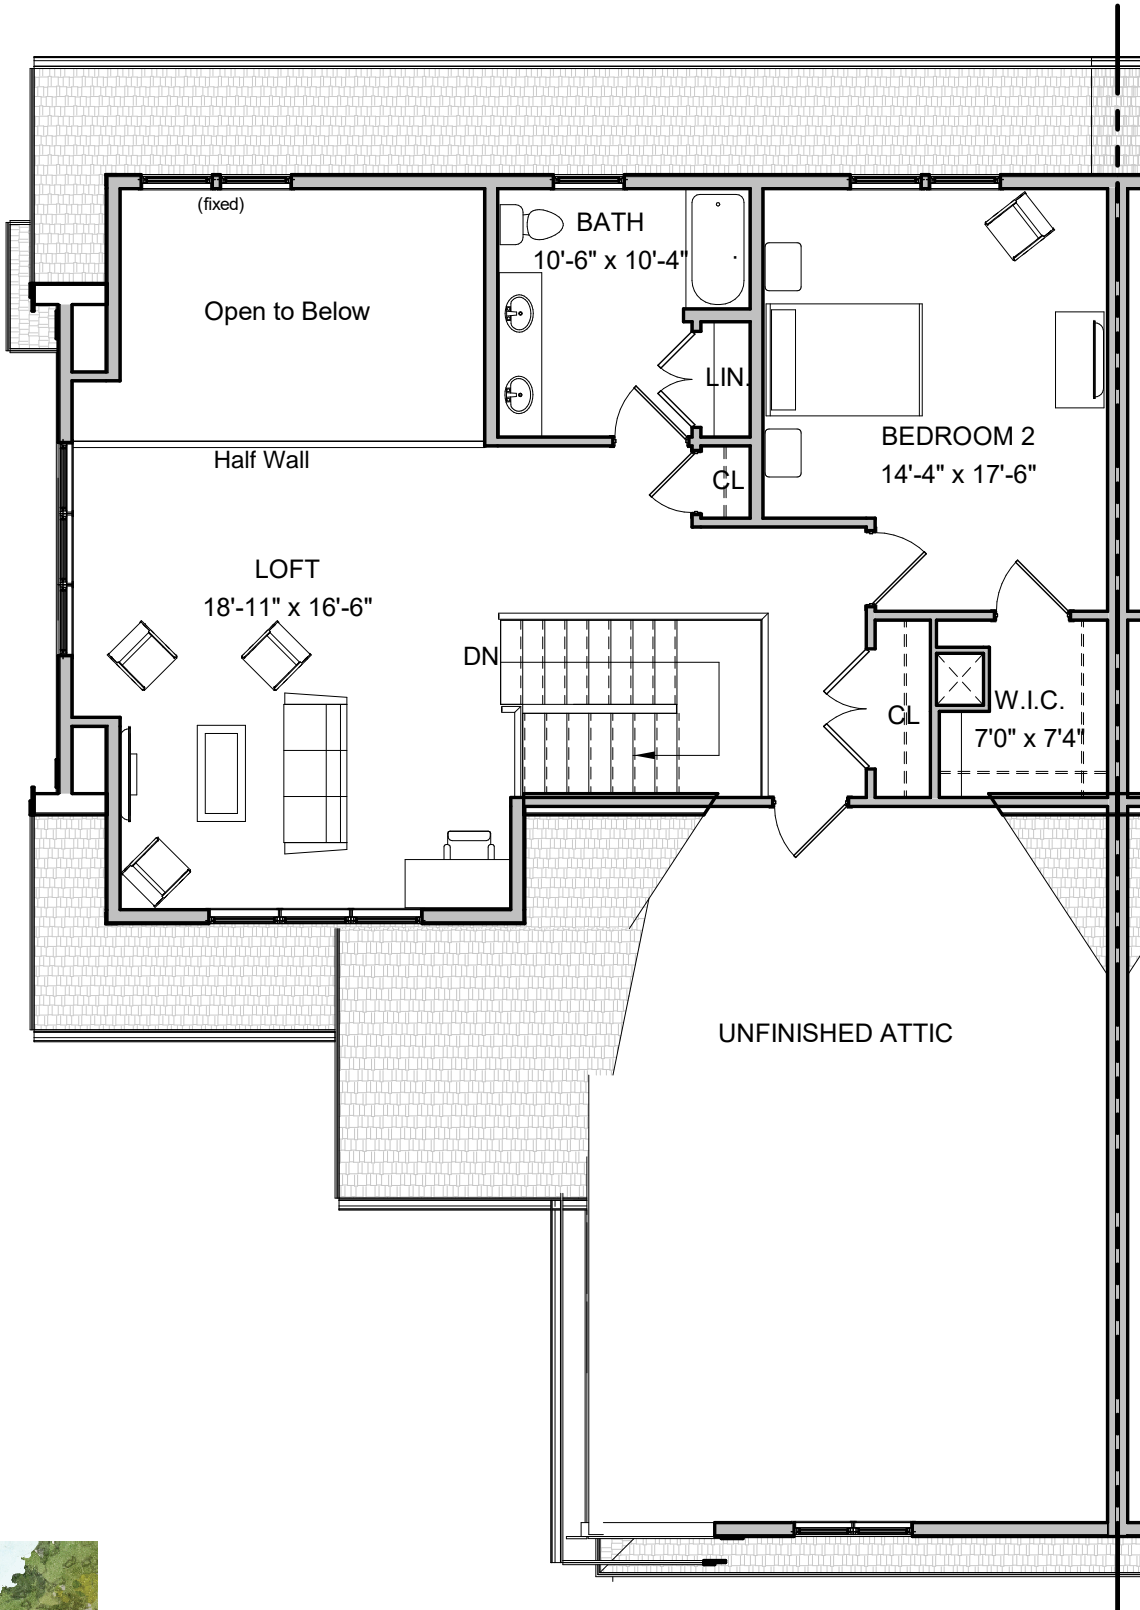 (fixed)
BATH
10'-6" x 10'-4"
Open to Below
LIN.
BEDROOM 2
14'-4" x 17'-6"
Half Wall
CL
LOFT
18'-11" x 16'-6"
DN
W.I.C.
7'0" x 7'4"
CL
UNFINISHED ATTIC